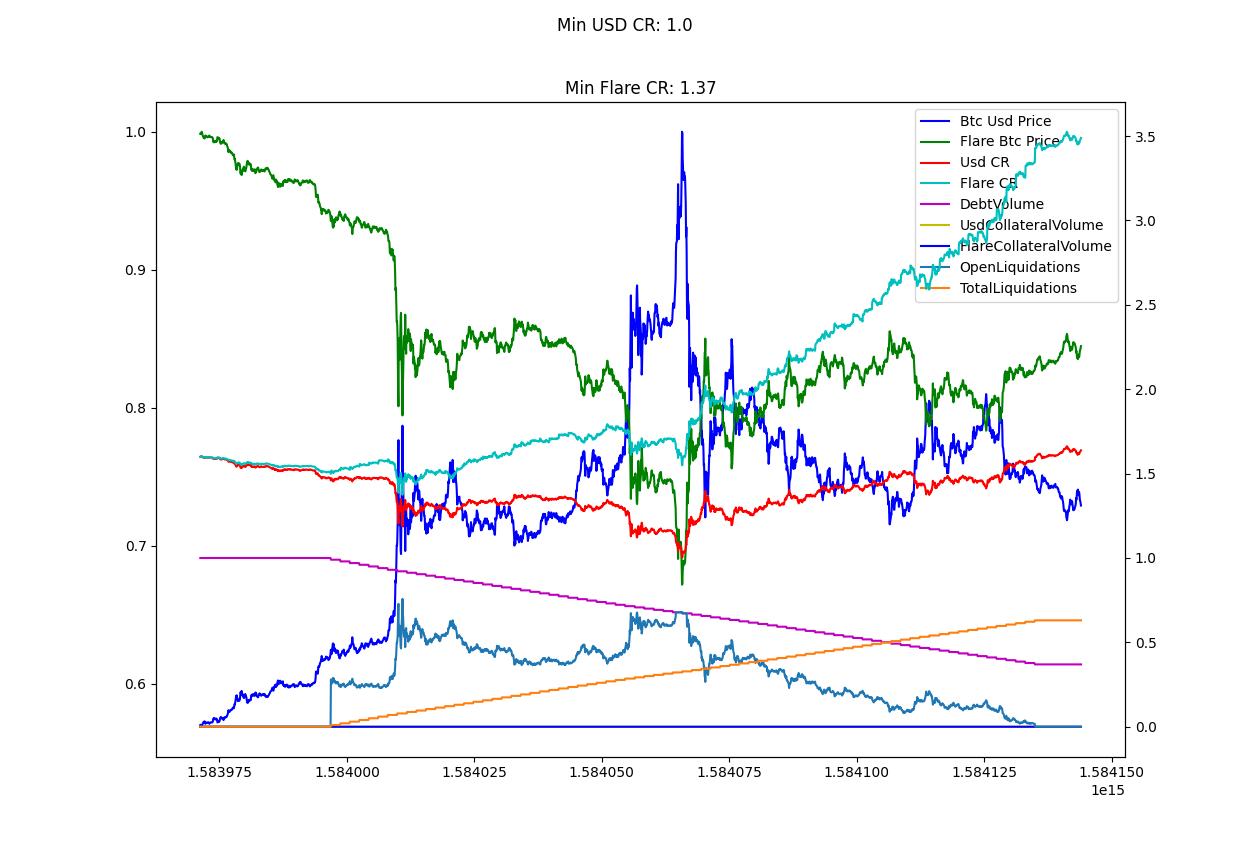 Min USD CR: 1.0
Min Flare CR: 1.37
1.0
0.9
0.8
0.7
0.6
Btc Usd Price
Flare Btc Price
Usd CR
Flare CR
DebtVolume
UsdCollateralVolume
FlareCollateralVolume
OpenLiquidations
TotalLiquidations
3.5
3.0
2.5
2.0
1.5
1.0
0.5
0.0
1.583975 1.584000 1.584025 1.584050 1.584075 1.584100 1.584125 1.584150
1e15